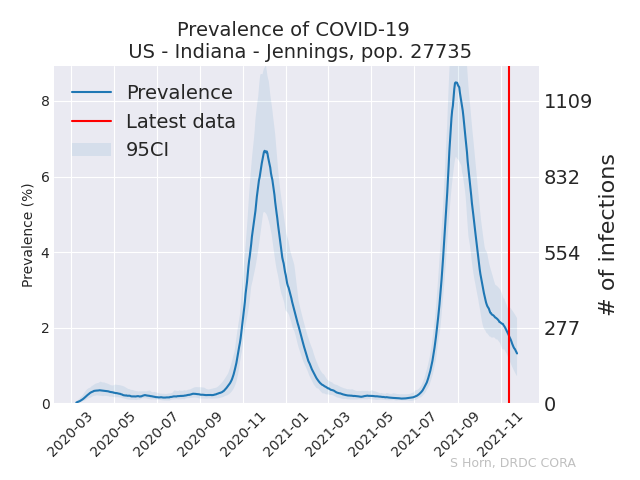 Prevalence of COVID-19
US - Indiana - Jennings, pop. 27735
Prevalence
Latest data
95CI
Prevalence (%)
8
6
4
2
0
1109
832
554
277
0
# of infections
2020-03
2020-05
2020-07
2020-09
2020-11
2021-01
2021-03
2021-05
2021-07
2021-09
2021-11
S Horn, DRDC CORA